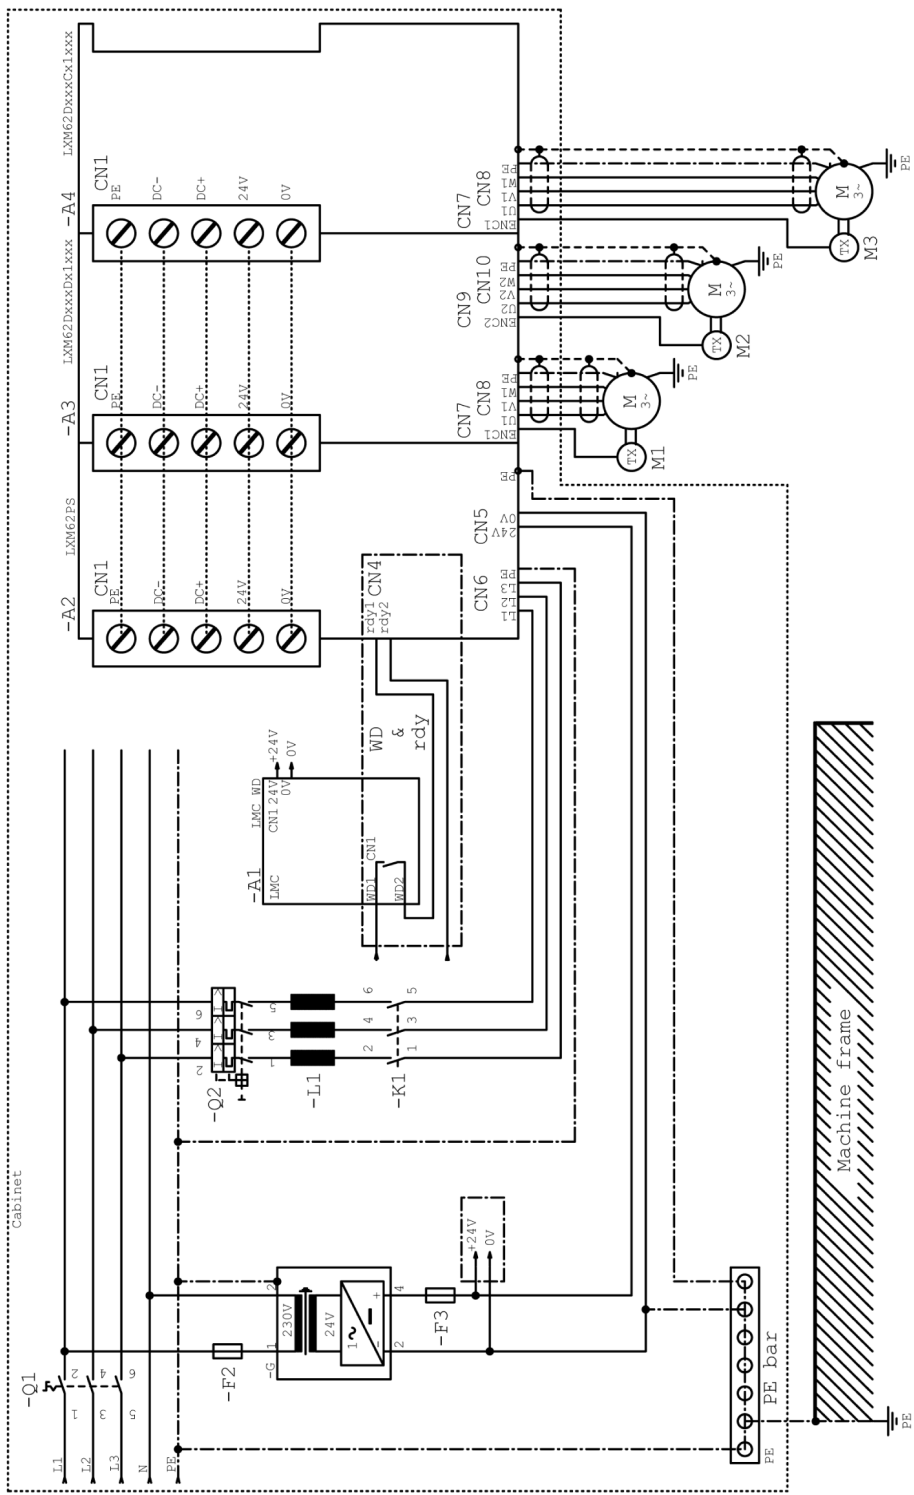 Cabinet
L1
L2
L3
N
PE
-Q1
1
3
5
2
4
6
-F2
-G
1
2
230V
24V
1
~
-
+
2
4
-F3
+24V
0V
PE
PE bar
PE
Machine frame
-Q2
2
4
6
I>
I>
I>
1
3
5
-L1
-K1
2
4
6
1
3
5
-A1
LMC
LMC WD
CN1
24V
0V
+24V
0V
CN1
WD1
WD2
WD
&
rdy
CN4
rdy1
rdy2
-A2
LXM62PS
CN1
PE
DC-
DC+
24V
0V
CN6
L1
L2
L3
PE
CN5
24V
0V
PE
-A3
LXM62DxxxDx1xxx
CN1
PE
DC-
DC+
24V
0V
CN7
CN8
ENC1
U1
V1
W1
PE
CN9
CN10
ENC2
U2
V2
W2
PE
-A4
LXM62DxxxCx1xxx
CN1
PE
DC-
DC+
24V
0V
CN7
CN8
ENC1
U1
V1
W1
PE
TX
M
3~
M1
PE
TX
M
3~
M2
PE
TX
M
3~
M3
PE